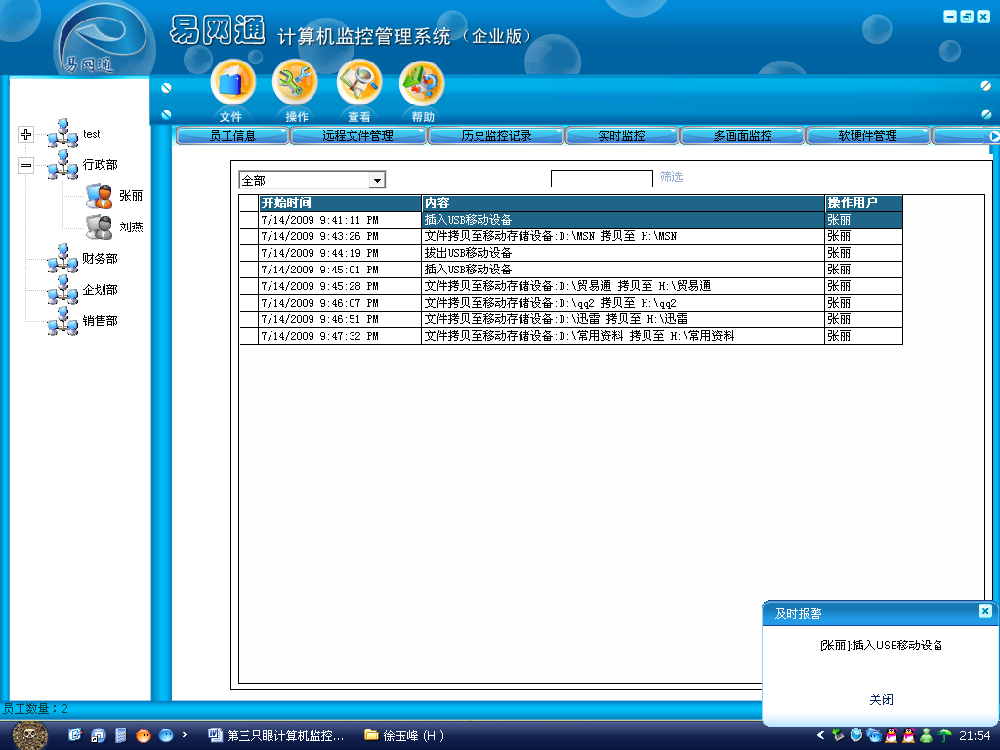 易网通
易网通 计算机监控管理系统（企业版）
文件 操作 查看 帮助
员工信息 远程文件管理 历史监控记录 实时监控 多画面监控 软硬件管理
test
行政部
张丽
刘燕
财务部
企划部
销售部
全部 筛选
开始时间 内容 操作用户
7/14/2009 9:41:11 PM 插入USB移动设备 张丽
7/14/2009 9:43:26 PM 文件拷贝至移动存储设备:D:\MSN 拷贝至 H:\MSN 张丽
7/14/2009 9:44:19 PM 拔出USB移动设备 张丽
7/14/2009 9:45:01 PM 插入USB移动设备 张丽
7/14/2009 9:45:28 PM 文件拷贝至移动存储设备:D:\贸易通 拷贝至 H:\贸易通 张丽
7/14/2009 9:46:07 PM 文件拷贝至移动存储设备:D:\qq2 拷贝至 H:\qq2 张丽
7/14/2009 9:46:51 PM 文件拷贝至移动存储设备:D:\迅雷 拷贝至 H:\迅雷 张丽
7/14/2009 9:47:32 PM 文件拷贝至移动存储设备:D:\常用资料 拷贝至 H:\常用资料 张丽
及时报警
[张丽]:插入USB移动设备
关闭
员工数量：2
第三只眼计算机监控... 徐玉峰 (H:) 21:54